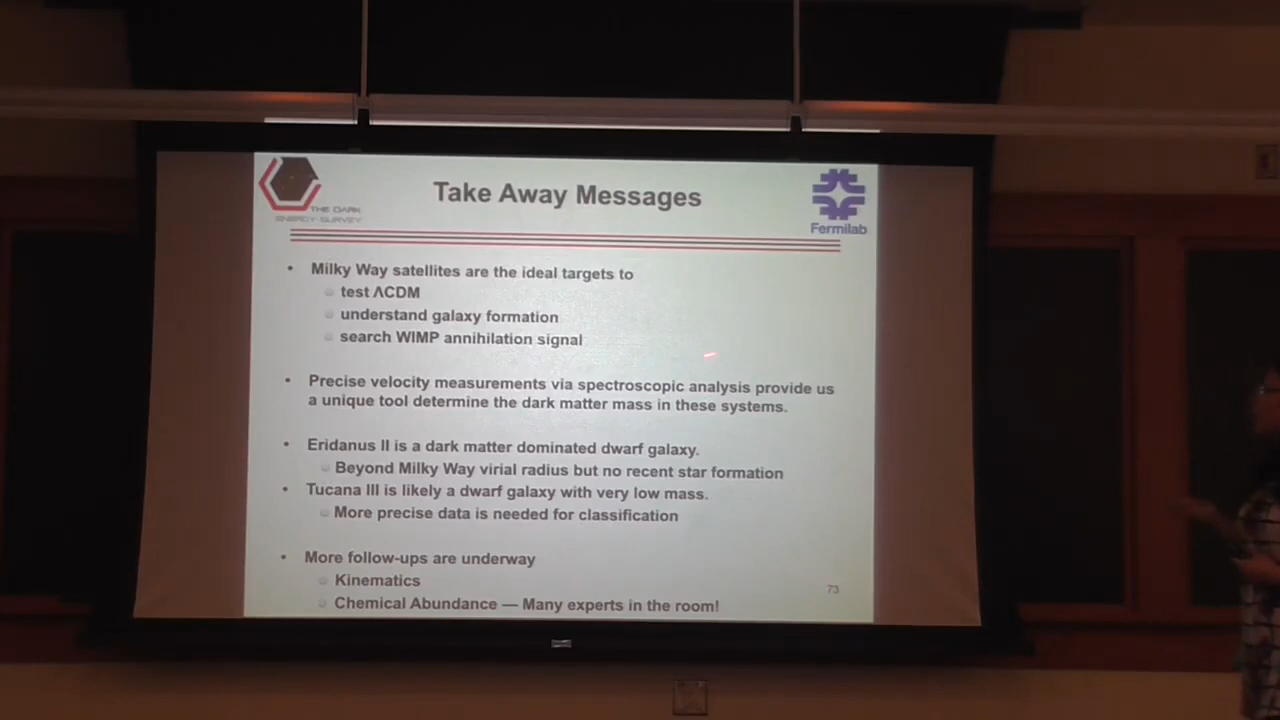 THE DARK
ENERGY SURVEY
Take Away Messages
Fermilab
• Milky Way satellites are the ideal targets to
test ΛCDM
understand galaxy formation
search WIMP annihilation signal
• Precise velocity measurements via spectroscopic analysis provide us
a unique tool determine the dark matter mass in these systems.
• Eridanus II is a dark matter dominated dwarf galaxy.
Beyond Milky Way virial radius but no recent star formation
• Tucana III is likely a dwarf galaxy with very low mass.
More precise data is needed for classification
• More follow-ups are underway
Kinematics
Chemical Abundance — Many experts in the room!
73